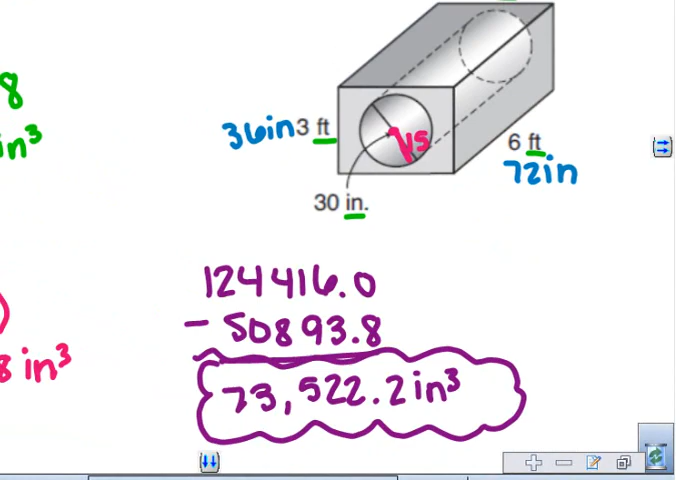 8
in³
36in 3 ft
15
6 ft
72in
30 in.
124416.0
- 50893.8
)
8 in³
73,522.2in³